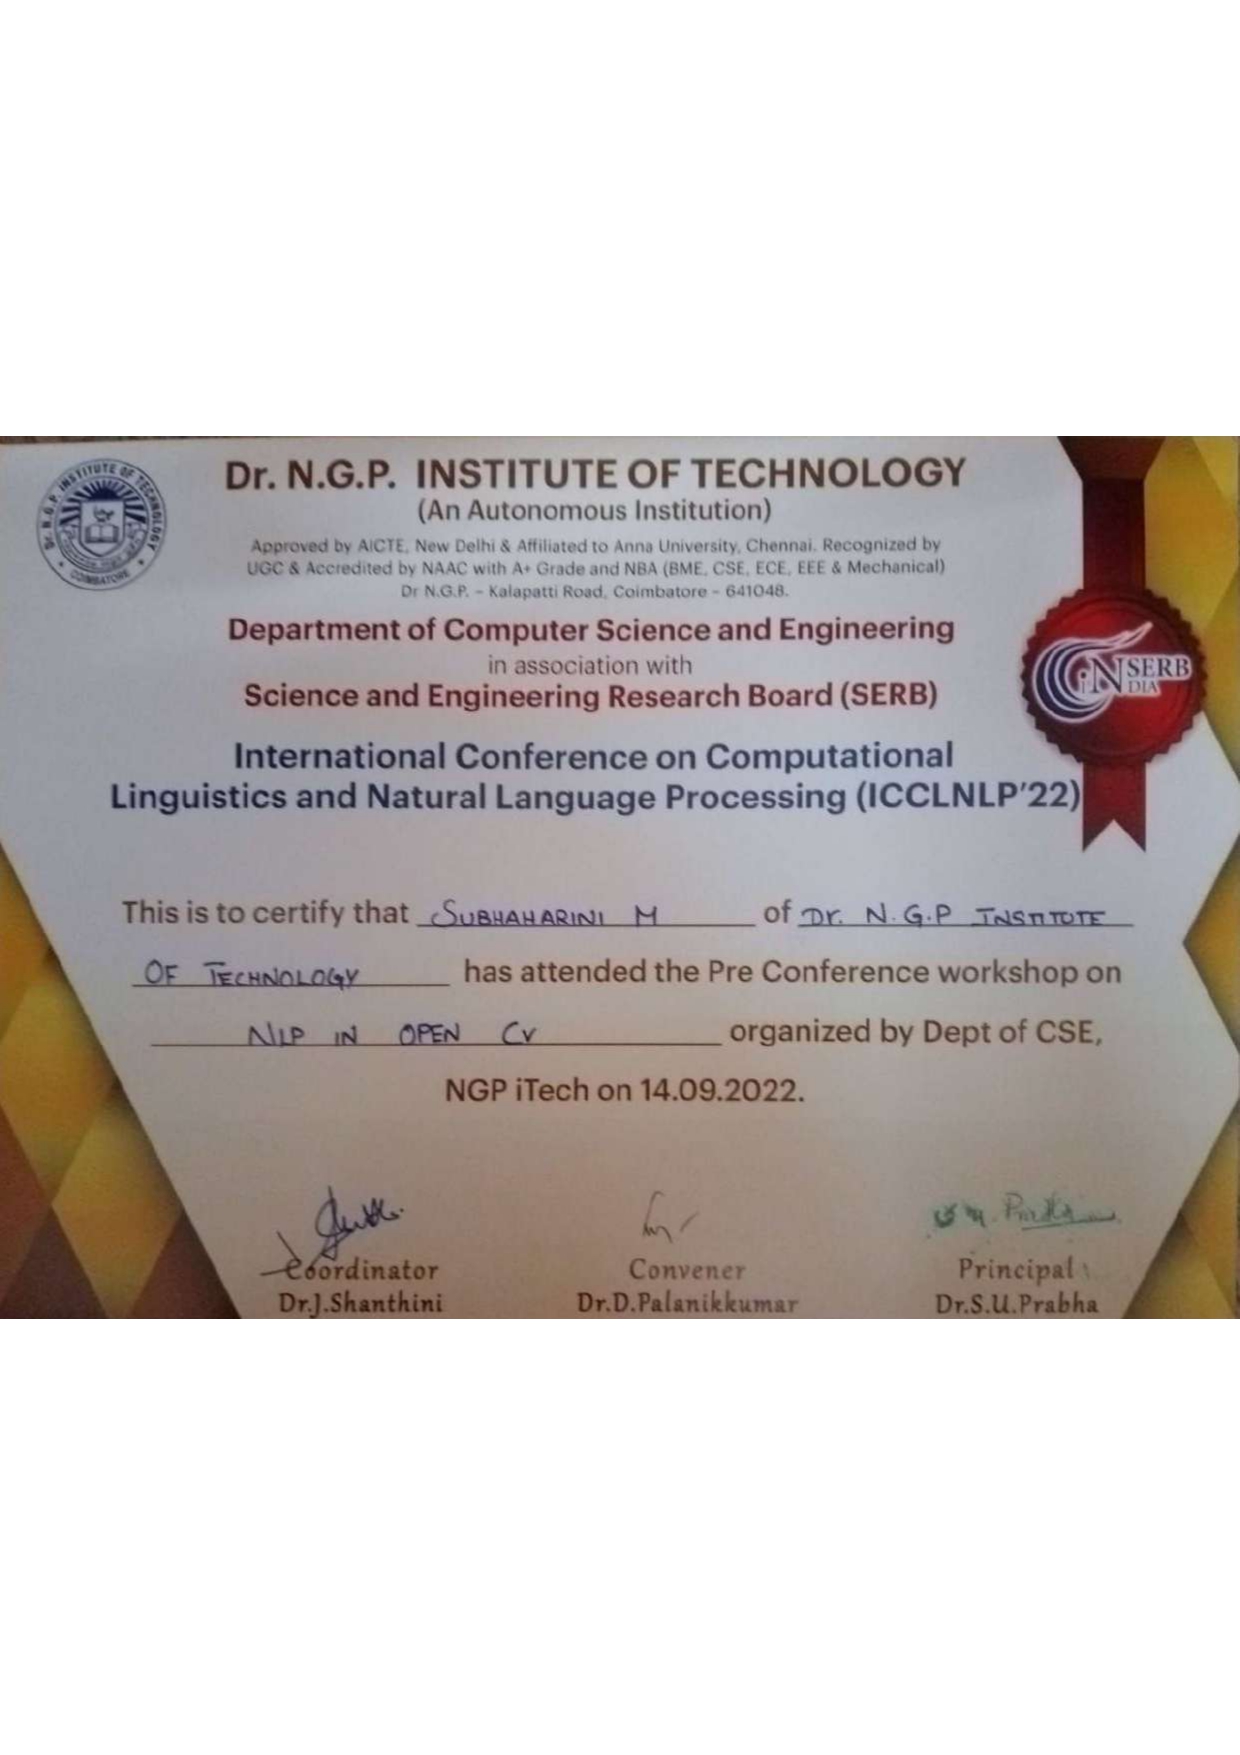 Dr. N.G.P. INSTITUTE OF TECHNOLOGY
COIMBATORE
Dr. N.G.P. INSTITUTE OF TECHNOLOGY
(An Autonomous Institution)
Approved by AICTE, New Delhi & Affiliated to Anna University, Chennai. Recognized by
UGC & Accredited by NAAC with A+ Grade and NBA (BME, CSE, ECE, EEE & Mechanical)
Dr N.G.P. - Kalapatti Road, Coimbatore - 641048.
Department of Computer Science and Engineering
in association with
Science and Engineering Research Board (SERB)
SERB
INDIA
International Conference on Computational
Linguistics and Natural Language Processing (ICCLNLP'22)
This is to certify that SUBHAHARINI M of Dr. N.G.P INSTITUTE
OF TECHNOLOGY has attended the Pre Conference workshop on
NLP IN OPEN CV organized by Dept of CSE,
NGP iTech on 14.09.2022.
Coordinator Convener Principal
Dr.J.Shanthini Dr.D.Palanikkumar Dr.S.U.Prabha